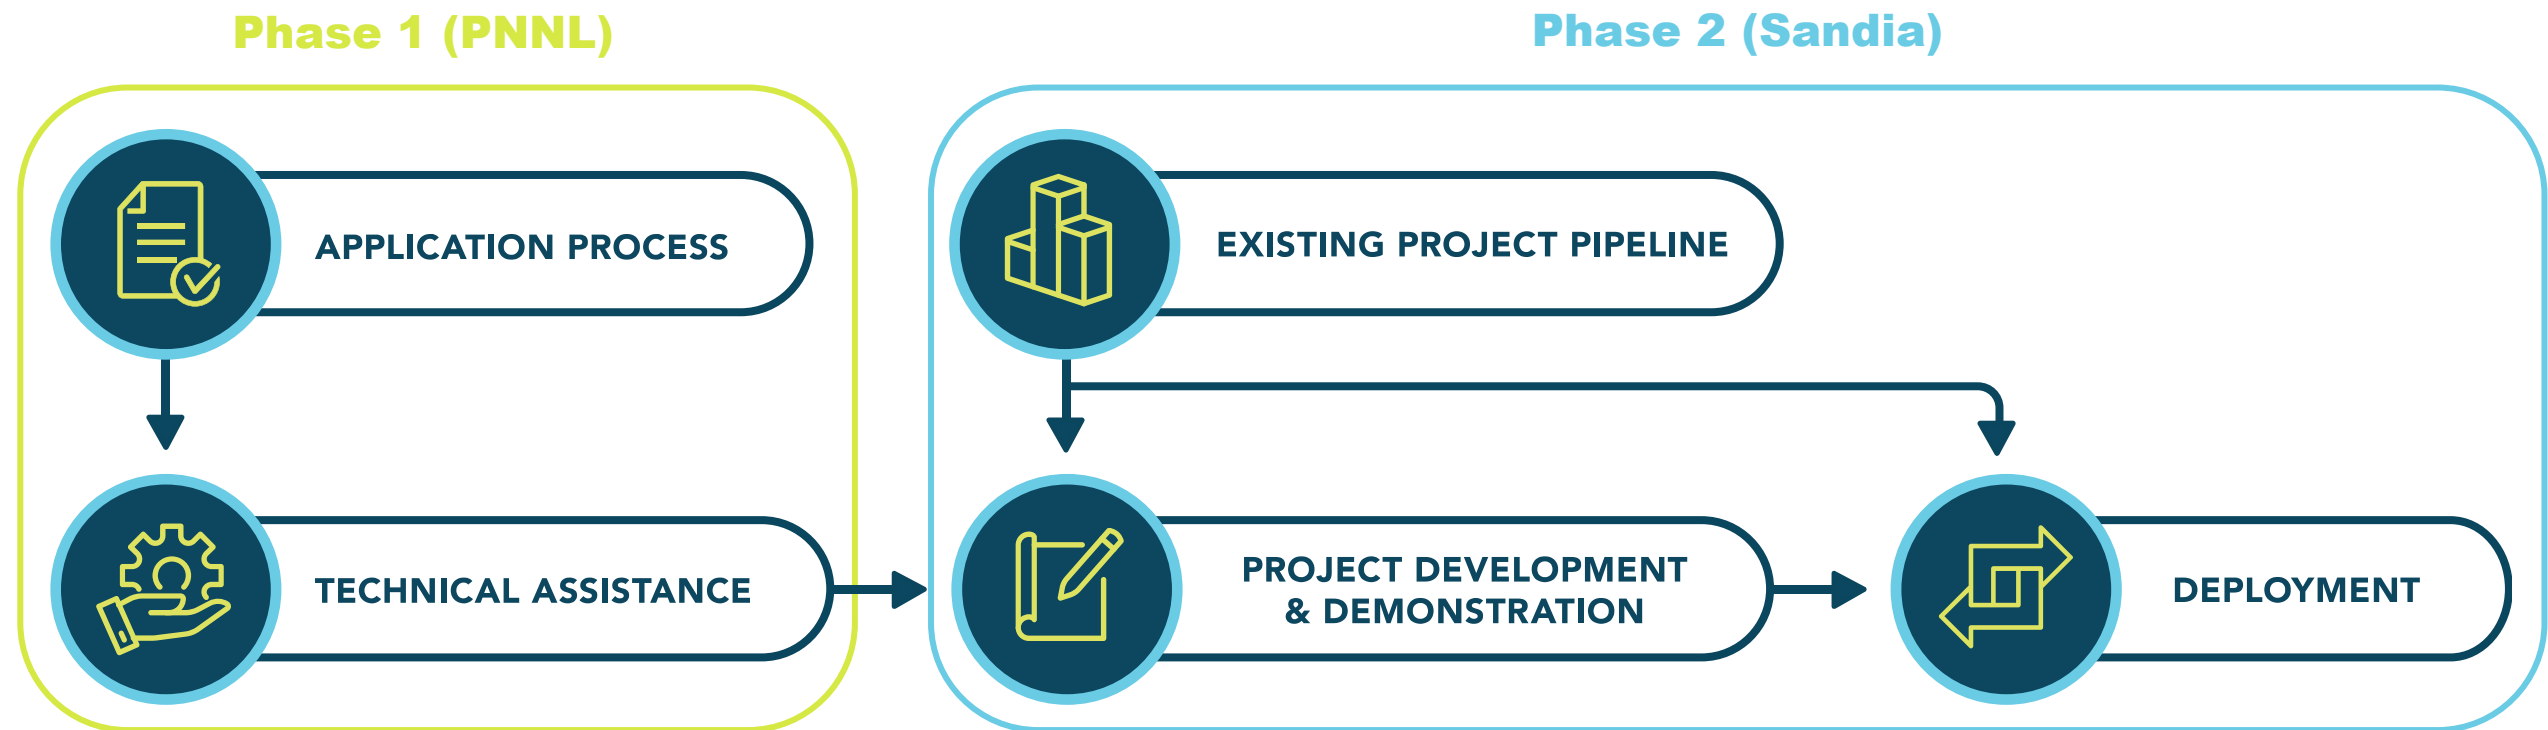 Phase 1 (PNNL)
APPLICATION PROCESS
TECHNICAL ASSISTANCE
Phase 2 (Sandia)
EXISTING PROJECT PIPELINE
PROJECT DEVELOPMENT
& DEMONSTRATION
DEPLOYMENT